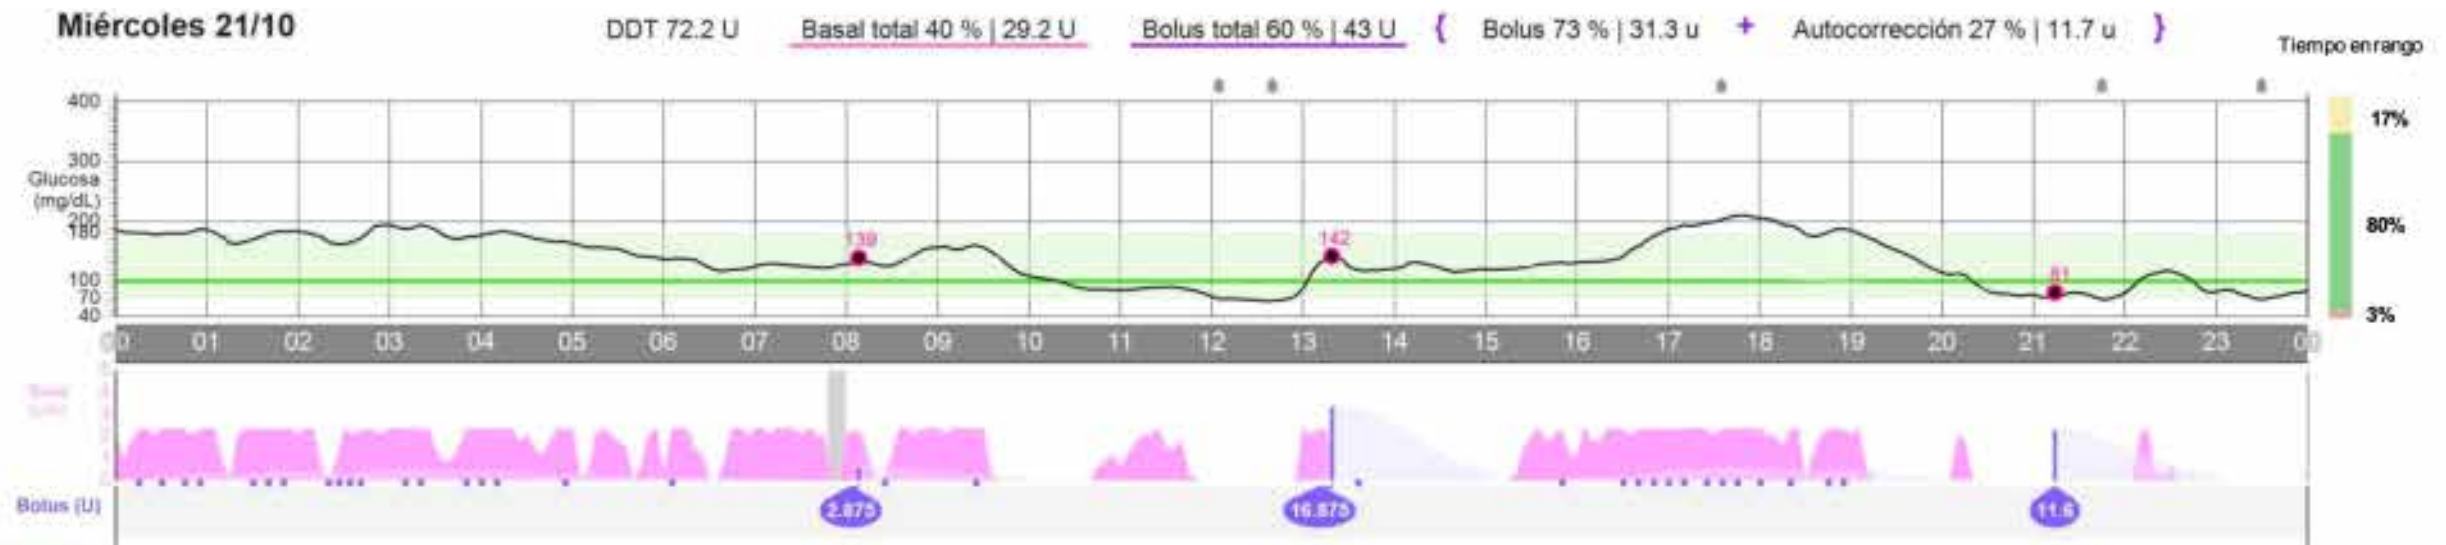 Miércoles 21/10 DDT 72.2 U Basal total 40 % | 29.2 U Bolus total 60 % | 43 U { Bolus 73 % | 31.3 u + Autocorrección 27 % | 11.7 u }
Tiempo en rango
400
300
Glucosa
(mg/dL)
200
180
100
70
40
139
142
81
17%
80%
3%
00 01 02 03 04 05 06 07 08 09 10 11 12 13 14 15 16 17 18 19 20 21 22 23 00
Bolus (U)
2.875 16.875 11.6